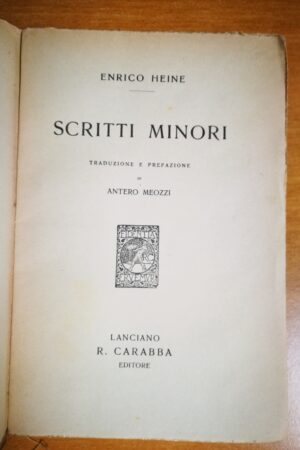 ENRICO HEINE
SCRITTI MINORI
TRADUZIONE E PREFAZIONE
DI
ANTERO MEOZZI
LANCIANO
R. CARABBA
EDITORE